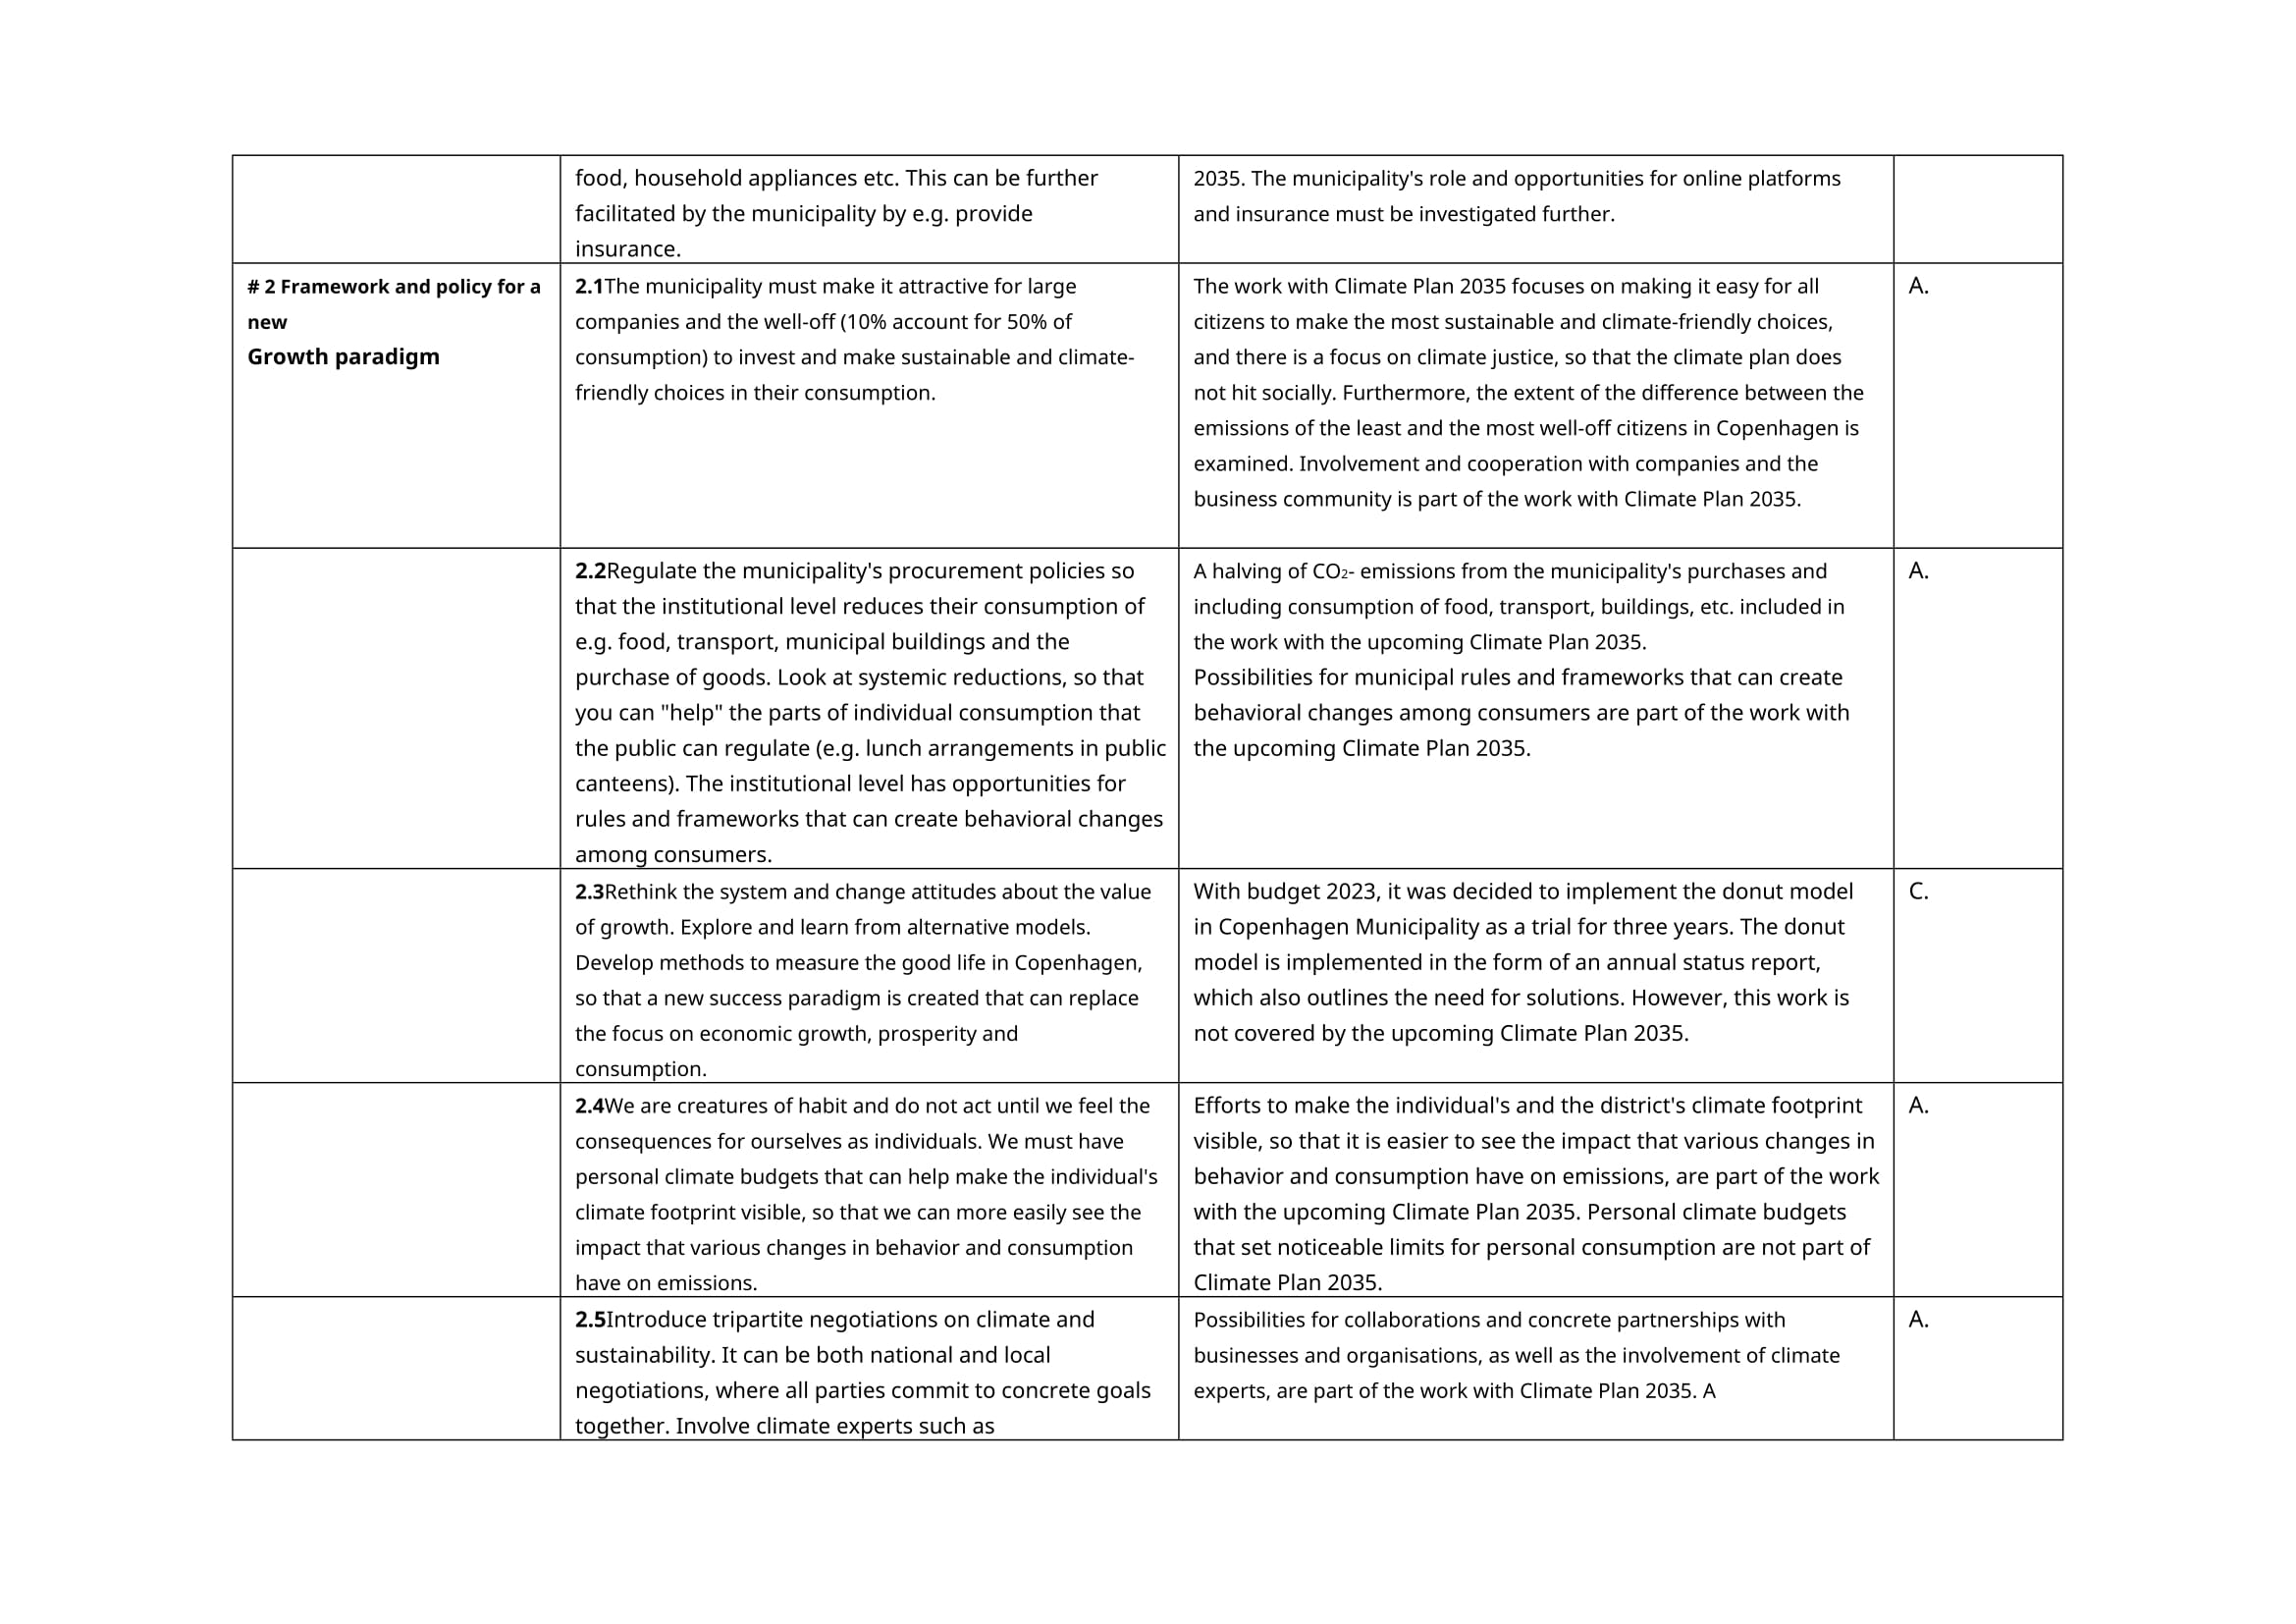 food, household appliances etc. This can be further
facilitated by the municipality by e.g. provide
insurance.
2035. The municipality's role and opportunities for online platforms
and insurance must be investigated further.
# 2 Framework and policy for a
new
Growth paradigm
2.1The municipality must make it attractive for large
companies and the well-off (10% account for 50% of
consumption) to invest and make sustainable and climate-
friendly choices in their consumption.
The work with Climate Plan 2035 focuses on making it easy for all
citizens to make the most sustainable and climate-friendly choices,
and there is a focus on climate justice, so that the climate plan does
not hit socially. Furthermore, the extent of the difference between the
emissions of the least and the most well-off citizens in Copenhagen is
examined. Involvement and cooperation with companies and the
business community is part of the work with Climate Plan 2035.
A.
2.2Regulate the municipality's procurement policies so
that the institutional level reduces their consumption of
e.g. food, transport, municipal buildings and the
purchase of goods. Look at systemic reductions, so that
you can "help" the parts of individual consumption that
the public can regulate (e.g. lunch arrangements in public
canteens). The institutional level has opportunities for
rules and frameworks that can create behavioral changes
among consumers.
A halving of CO₂- emissions from the municipality's purchases and
including consumption of food, transport, buildings, etc. included in
the work with the upcoming Climate Plan 2035.
Possibilities for municipal rules and frameworks that can create
behavioral changes among consumers are part of the work with
the upcoming Climate Plan 2035.
A.
2.3Rethink the system and change attitudes about the value
of growth. Explore and learn from alternative models.
Develop methods to measure the good life in Copenhagen,
so that a new success paradigm is created that can replace
the focus on economic growth, prosperity and
consumption.
With budget 2023, it was decided to implement the donut model
in Copenhagen Municipality as a trial for three years. The donut
model is implemented in the form of an annual status report,
which also outlines the need for solutions. However, this work is
not covered by the upcoming Climate Plan 2035.
C.
2.4We are creatures of habit and do not act until we feel the
consequences for ourselves as individuals. We must have
personal climate budgets that can help make the individual's
climate footprint visible, so that we can more easily see the
impact that various changes in behavior and consumption
have on emissions.
Efforts to make the individual's and the district's climate footprint
visible, so that it is easier to see the impact that various changes in
behavior and consumption have on emissions, are part of the work
with the upcoming Climate Plan 2035. Personal climate budgets
that set noticeable limits for personal consumption are not part of
Climate Plan 2035.
A.
2.5Introduce tripartite negotiations on climate and
sustainability. It can be both national and local
negotiations, where all parties commit to concrete goals
together. Involve climate experts such as
Possibilities for collaborations and concrete partnerships with
businesses and organisations, as well as the involvement of climate
experts, are part of the work with Climate Plan 2035. A
A.